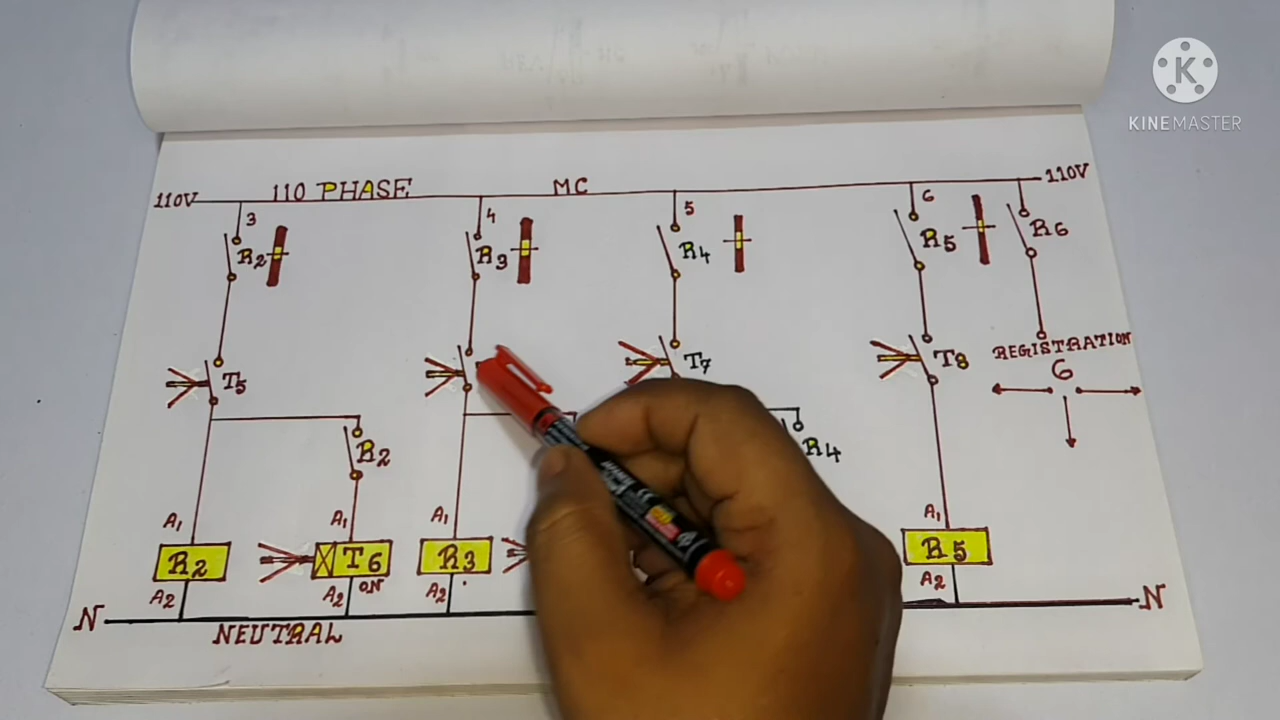 K
KINEMASTER
110V 110 PHASE MC 110V
3 4 5 6
R2 R3 R4 R5 R6
T5 T7 T8
REGISTRATION
6
R2 R4
A1 A1 A1 A1
R2 T6 R3 R5
ON
A2 A2 A2 A2
N N
NEUTRAL